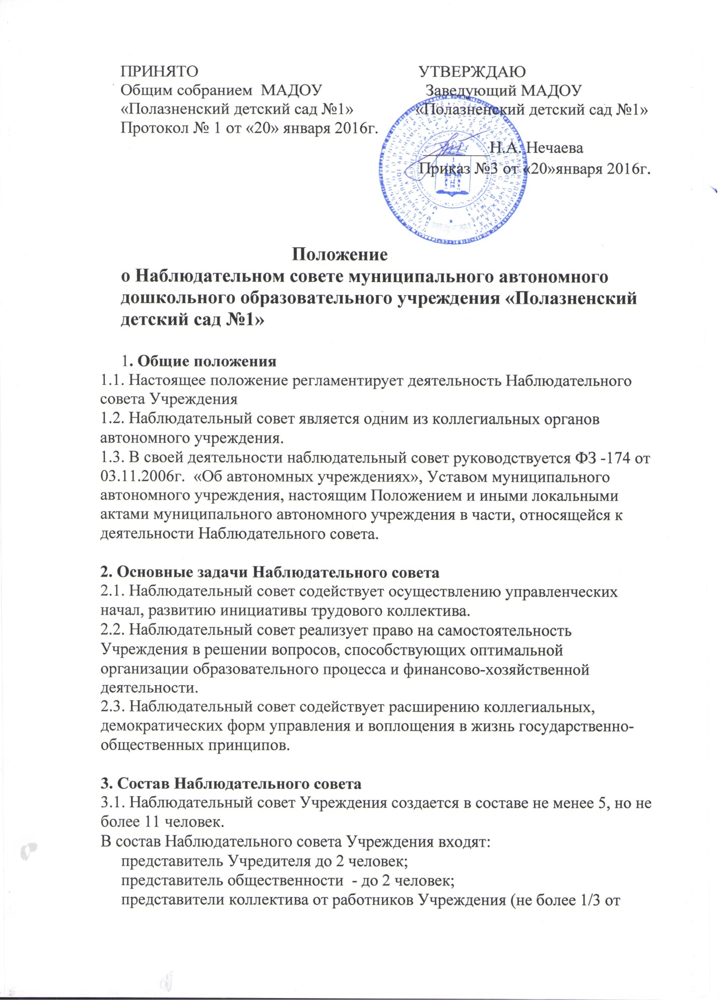 ПРИНЯТО УТВЕРЖДАЮ
Общим собранием МАДОУ Заведующий МАДОУ
«Полазненский детский сад №1» «Полазненский детский сад №1»
Протокол № 1 от «20» января 2016г.
Н.А. Нечаева
Приказ №3 от «20»января 2016г.
Положение
о Наблюдательном совете муниципального автономного
дошкольного образовательного учреждения «Полазненский
детский сад №1»
1. Общие положения
1.1. Настоящее положение регламентирует деятельность Наблюдательного
совета Учреждения
1.2. Наблюдательный совет является одним из коллегиальных органов
автономного учреждения.
1.3. В своей деятельности наблюдательный совет руководствуется ФЗ -174 от
03.11.2006г. «Об автономных учреждениях», Уставом муниципального
автономного учреждения, настоящим Положением и иными локальными
актами муниципального автономного учреждения в части, относящейся к
деятельности Наблюдательного совета.
2. Основные задачи Наблюдательного совета
2.1. Наблюдательный совет содействует осуществлению управленческих
начал, развитию инициативы трудового коллектива.
2.2. Наблюдательный совет реализует право на самостоятельность
Учреждения в решении вопросов, способствующих оптимальной
организации образовательного процесса и финансово-хозяйственной
деятельности.
2.3. Наблюдательный совет содействует расширению коллегиальных,
демократических форм управления и воплощения в жизнь государственно-
общественных принципов.
3. Состав Наблюдательного совета
3.1. Наблюдательный совет Учреждения создается в составе не менее 5, но не
более 11 человек.
В состав Наблюдательного совета Учреждения входят:
представитель Учредителя до 2 человек;
представитель общественности - до 2 человек;
представители коллектива от работников Учреждения (не более 1/3 от